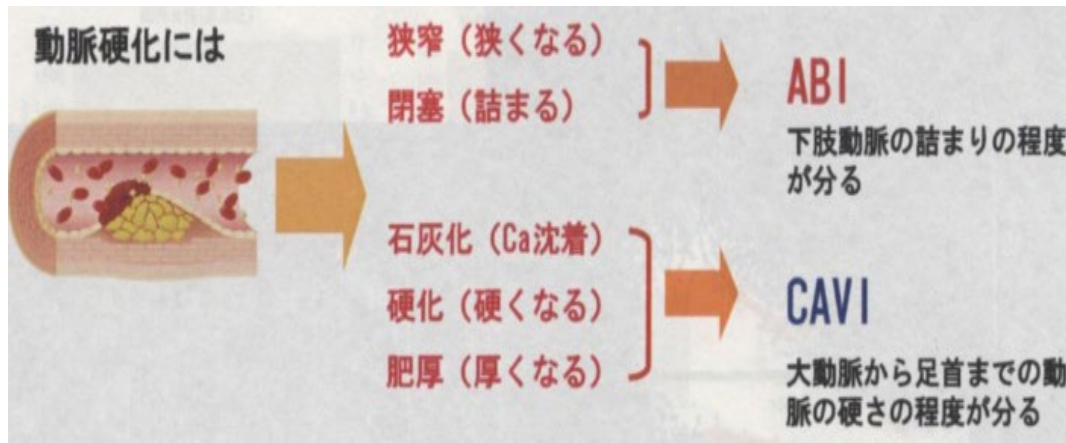 動脈硬化には
狭窄（狭くなる）
閉塞（詰まる）
ABI
下肢動脈の詰まりの程度
が分る
石灰化（Ca沈着）
硬化（硬くなる）
肥厚（厚くなる）
CAVI
大動脈から足首までの動
脈の硬さの程度が分る